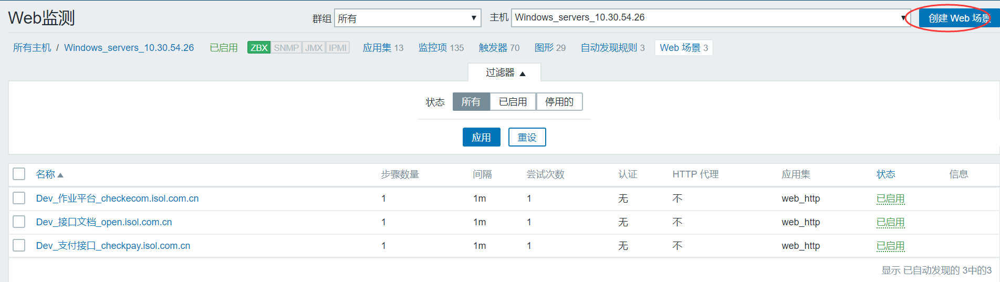 Web监测 群组 所有 主机 Windows_servers_10.30.54.26 创建 Web 场景
所有主机 / Windows_servers_10.30.54.26 已启用 ZBX SNMP JMX IPMI 应用集 13 监控项 135 触发器 70 图形 29 自动发现规则 3 Web 场景 3
过滤器
状态 所有 已启用 停用的
应用 重设
名称 步骤数量 间隔 尝试次数 认证 HTTP 代理 应用集 状态 信息
Dev_作业平台_checkecom.isol.com.cn 1 1m 1 无 不 web_http 已启用
Dev_接口文档_open.isol.com.cn 1 1m 1 无 不 web_http 已启用
Dev_支付接口_checkpay.isol.com.cn 1 1m 1 无 不 web_http 已启用
显示 已自动发现的 3中的3